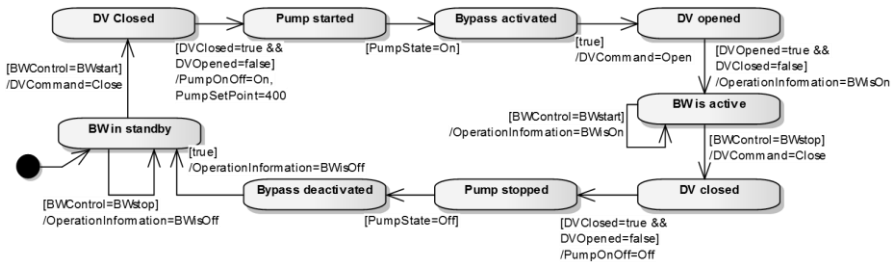 DV Closed
Pump started
Bypass activated
DV opened
[DVClosed=true &&
DVOpened=false]
/PumpOnOff=On,
PumpSetPoint=400
[PumpState=On]
[true]
/DVCommand=Open
[DVOpened=true &&
DVClosed=false]
/OperationInformation=BWisOn
[BWControl=BWstart]
/DVCommand=Close
BW is active
[BWControl=BWstart]
/OperationInformation=BWisOn
BW in standby
[BWControl=BWstop]
/DVCommand=Close
[true]
/OperationInformation=BWisOff
Bypass deactivated
Pump stopped
DV closed
[BWControl=BWstop]
/OperationInformation=BWisOff
[PumpState=Off]
[DVClosed=true &&
DVOpened=false]
/PumpOnOff=Off